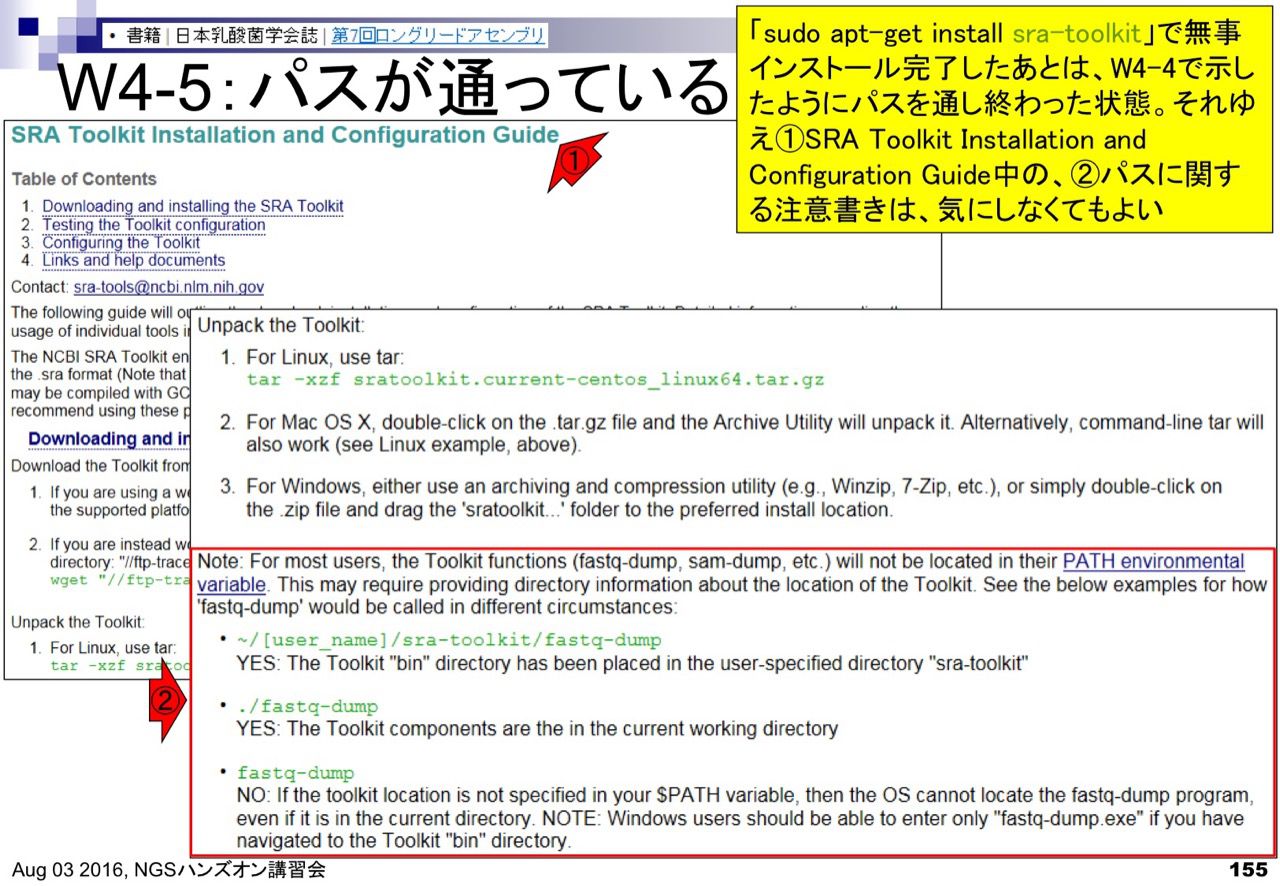 • 書籍 | 日本乳酸菌学会誌 | 第7回ロングリードアセンブリ
W4-5：パスが通っている
「sudo apt-get install sra-toolkit」で無事
インストール完了したあとは、W4-4で示し
たようにパスを通し終わった状態。それゆ
え①SRA Toolkit Installation and
Configuration Guide中の、②パスに関す
る注意書きは、気にしなくてもよい
SRA Toolkit Installation and Configuration Guide
①
Table of Contents
1. Downloading and installing the SRA Toolkit
2. Testing the Toolkit configuration
3. Configuring the Toolkit
4. Links and help documents
Contact: sra-tools@ncbi.nlm.nih.gov
The following guide will
usage of individual tools
The NCBI SRA Toolkit en
the .sra format (Note that
may be compiled with GC
recommend using these p
Downloading and in
Download the Toolkit from
1. If you are using a we
the supported platfo
2. If you are instead wo
directory: "//ftp-trace
wget "//ftp-tra
Unpack the Toolkit:
1. For Linux, use tar:
tar -xzf sratoo
②
Unpack the Toolkit:
1. For Linux, use tar:
tar -xzf sratoolkit.current-centos_linux64.tar.gz
2. For Mac OS X, double-click on the .tar.gz file and the Archive Utility will unpack it. Alternatively, command-line tar will
also work (see Linux example, above).
3. For Windows, either use an archiving and compression utility (e.g., Winzip, 7-Zip, etc.), or simply double-click on
the .zip file and drag the 'sratoolkit...' folder to the preferred install location.
Note: For most users, the Toolkit functions (fastq-dump, sam-dump, etc.) will not be located in their PATH environmental
variable. This may require providing directory information about the location of the Toolkit. See the below examples for how
'fastq-dump' would be called in different circumstances:
• ~/[user_name]/sra-toolkit/fastq-dump
YES: The Toolkit "bin" directory has been placed in the user-specified directory "sra-toolkit"
• ./fastq-dump
YES: The Toolkit components are the in the current working directory
• fastq-dump
NO: If the toolkit location is not specified in your $PATH variable, then the OS cannot locate the fastq-dump program,
even if it is in the current directory. NOTE: Windows users should be able to enter only "fastq-dump.exe" if you have
navigated to the Toolkit "bin" directory.
Aug 03 2016, NGSハンズオン講習会
155